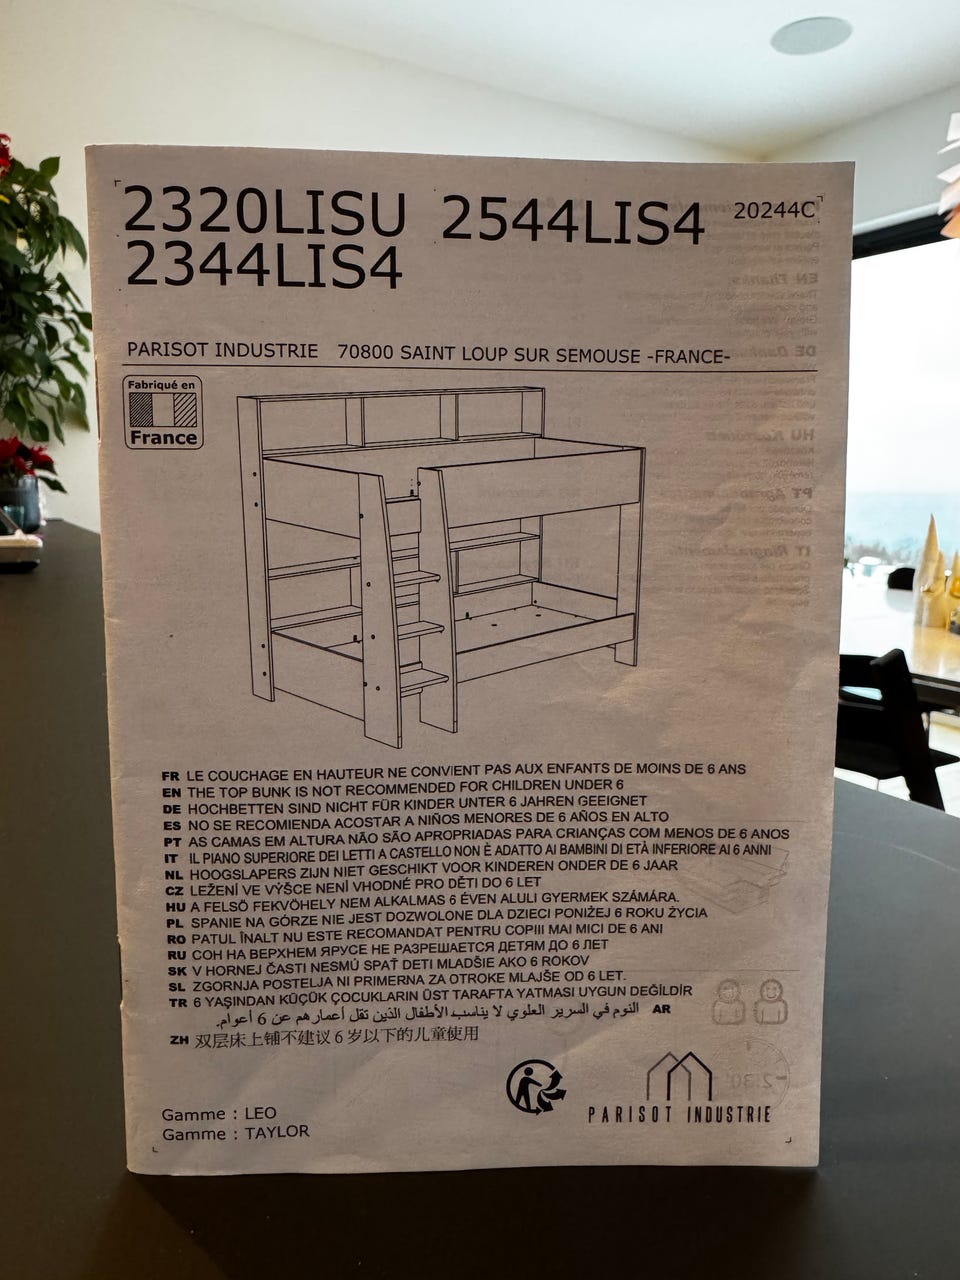 2320LISU 2544LIS4 20244C
2344LIS4
PARISOT INDUSTRIE 70800 SAINT LOUP SUR SEMOUSE -FRANCE-
Fabriqué en
France
FR LE COUCHAGE EN HAUTEUR NE CONVIENT PAS AUX ENFANTS DE MOINS DE 6 ANS
EN THE TOP BUNK IS NOT RECOMMENDED FOR CHILDREN UNDER 6
DE HOCHBETTEN SIND NICHT FÜR KINDER UNTER 6 JAHREN GEEIGNET
ES NO SE RECOMIENDA ACOSTAR A NIÑOS MENORES DE 6 AÑOS EN ALTO
PT AS CAMAS EM ALTURA NÃO SÃO APROPRIADAS PARA CRIANÇAS COM MENOS DE 6 ANOS
IT IL PIANO SUPERIORE DEI LETTI A CASTELLO NON È ADATTO AI BAMBINI DI ETÀ INFERIORE AI 6 ANNI
NL HOOGSLAPERS ZIJN NIET GESCHIKT VOOR KINDEREN ONDER DE 6 JAAR
CZ LEŽENÍ VE VÝŠCE NENÍ VHODNÉ PRO DĚTI DO 6 LET
HU A FELSŐ FEKVŐHELY NEM ALKALMAS 6 ÉVEN ALULI GYERMEK SZÁMÁRA.
PL SPANIE NA GÓRZE NIE JEST DOZWOLONE DLA DZIECI PONIŻEJ 6 ROKU ŻYCIA
RO PATUL ÎNALT NU ESTE RECOMANDAT PENTRU COPIII MAI MICI DE 6 ANI
RU СОН НА ВЕРХНЕМ ЯРУСЕ НЕ РАЗРЕШАЕТСЯ ДЕТЯМ ДО 6 ЛЕТ
SK V HORNEJ ČASTI NESMÚ SPAŤ DETI MLADŠIE AKO 6 ROKOV
SL ZGORNJA POSTELJA NI PRIMERNA ZA OTROKE MLAJŠE OD 6 LET.
TR 6 YAŞINDAN KÜÇÜK ÇOCUKLARIN ÜST TARAFTA YATMASI UYGUN DEĞİLDİR
AR النوم في السرير العلوي لا يناسب الأطفال الذين تقل أعمارهم عن 6 أعوام.
ZH 双层床上铺不建议 6 岁以下的儿童使用
Gamme : LEO
Gamme : TAYLOR
PARISOT INDUSTRIE